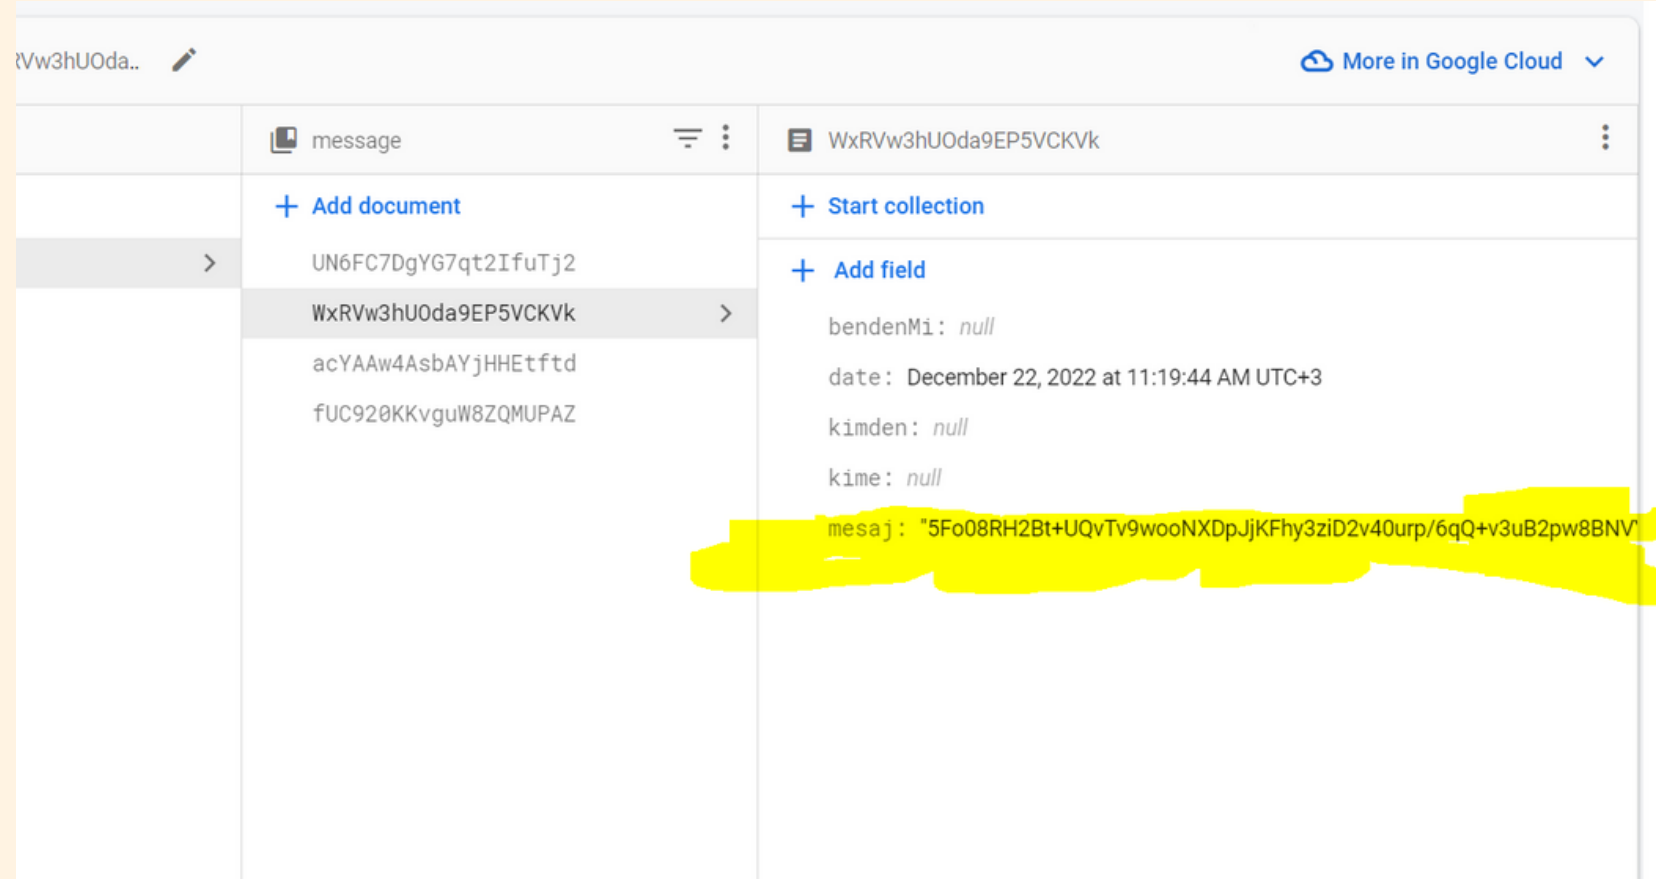 RVw3hUOda..
More in Google Cloud
message
WxRVw3hUOda9EP5VCKVk
Add document
Start collection
UN6FC7DgYG7qt2IfuTj2
Add field
WxRVw3hUOda9EP5VCKVk
acYAAw4AsbAYjHHEtftd
fUC920KKvguW8ZQMUPAZ
bendenMi: null
date: December 22, 2022 at 11:19:44 AM UTC+3
kimden: null
kime: null
mesaj: "5Fo08RH2Bt+UQvTv9wooNXDpJjKFhy3ziD2v40urp/6qQ+v3uB2pw8BNV